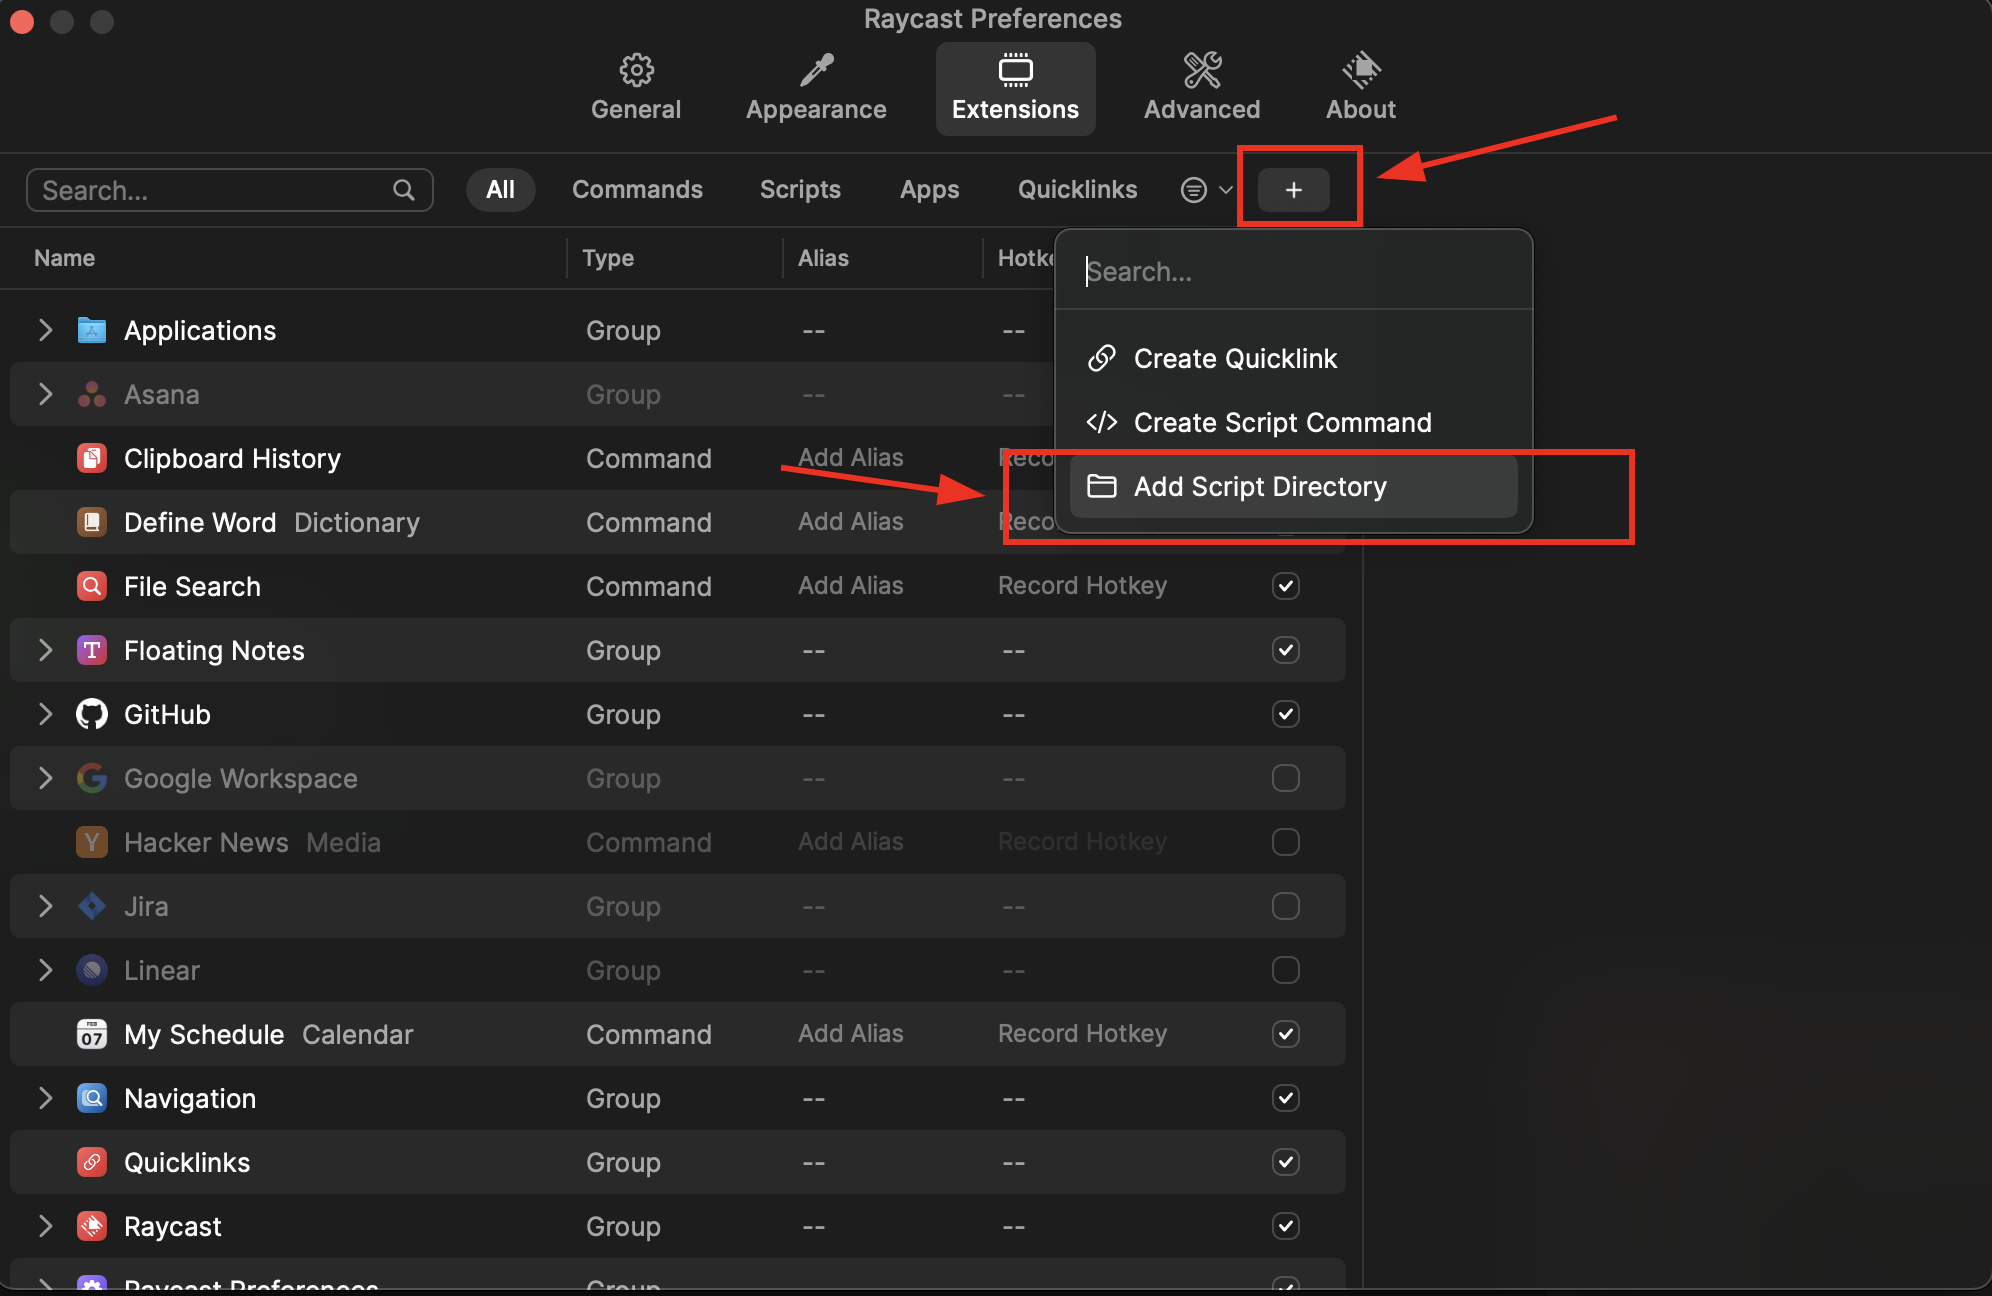 Raycast Preferences
General Appearance Extensions Advanced About
Search... All Commands Scripts Apps Quicklinks +
Name Type Alias Hotke
Search...
Applications Group -- --
Create Quicklink
Asana Group -- --
Create Script Command
Clipboard History Command Add Alias Reco
Add Script Directory
Define Word Dictionary Command Add Alias Reco
File Search Command Add Alias Record Hotkey
Floating Notes Group -- --
GitHub Group -- --
Google Workspace Group -- --
Hacker News Media Command Add Alias Record Hotkey
Jira Group -- --
Linear Group -- --
FEB
07 My Schedule Calendar Command Add Alias Record Hotkey
Navigation Group -- --
Quicklinks Group -- --
Raycast Group -- --
Raycast Preferences Group